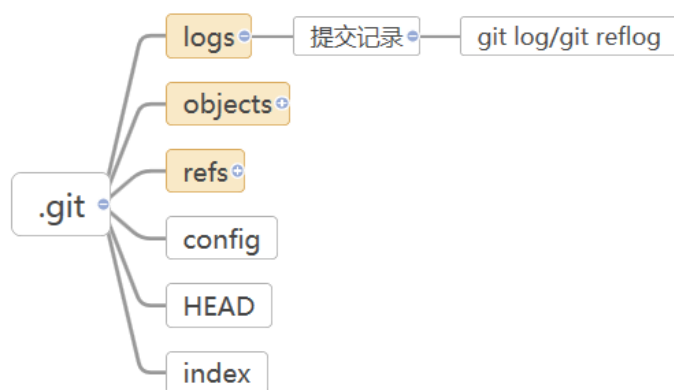 .git
logs
提交记录
git log/git reflog
objects
refs
config
HEAD
index